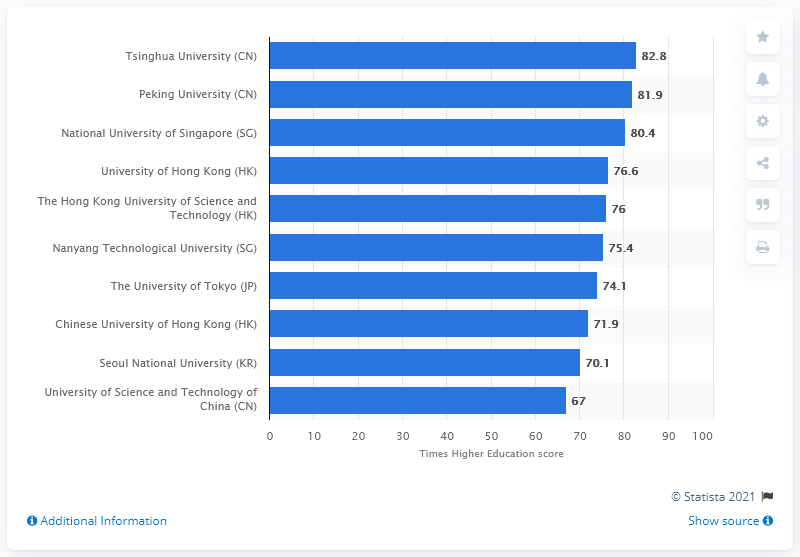 Tsinghua University (CN) 82.8
Peking University (CN) 81.9
National University of Singapore (SG) 80.4
University of Hong Kong (HK) 76.6
The Hong Kong University of Science and
Technology (HK) 76
Nanyang Technological University (SG) 75.4
The University of Tokyo (JP) 74.1
Chinese University of Hong Kong (HK) 71.9
Seoul National University (KR) 70.1
University of Science and Technology of
China (CN) 67
0 10 20 30 40 50 60 70 80 90 100
Times Higher Education score
© Statista 2021
Additional Information Show source